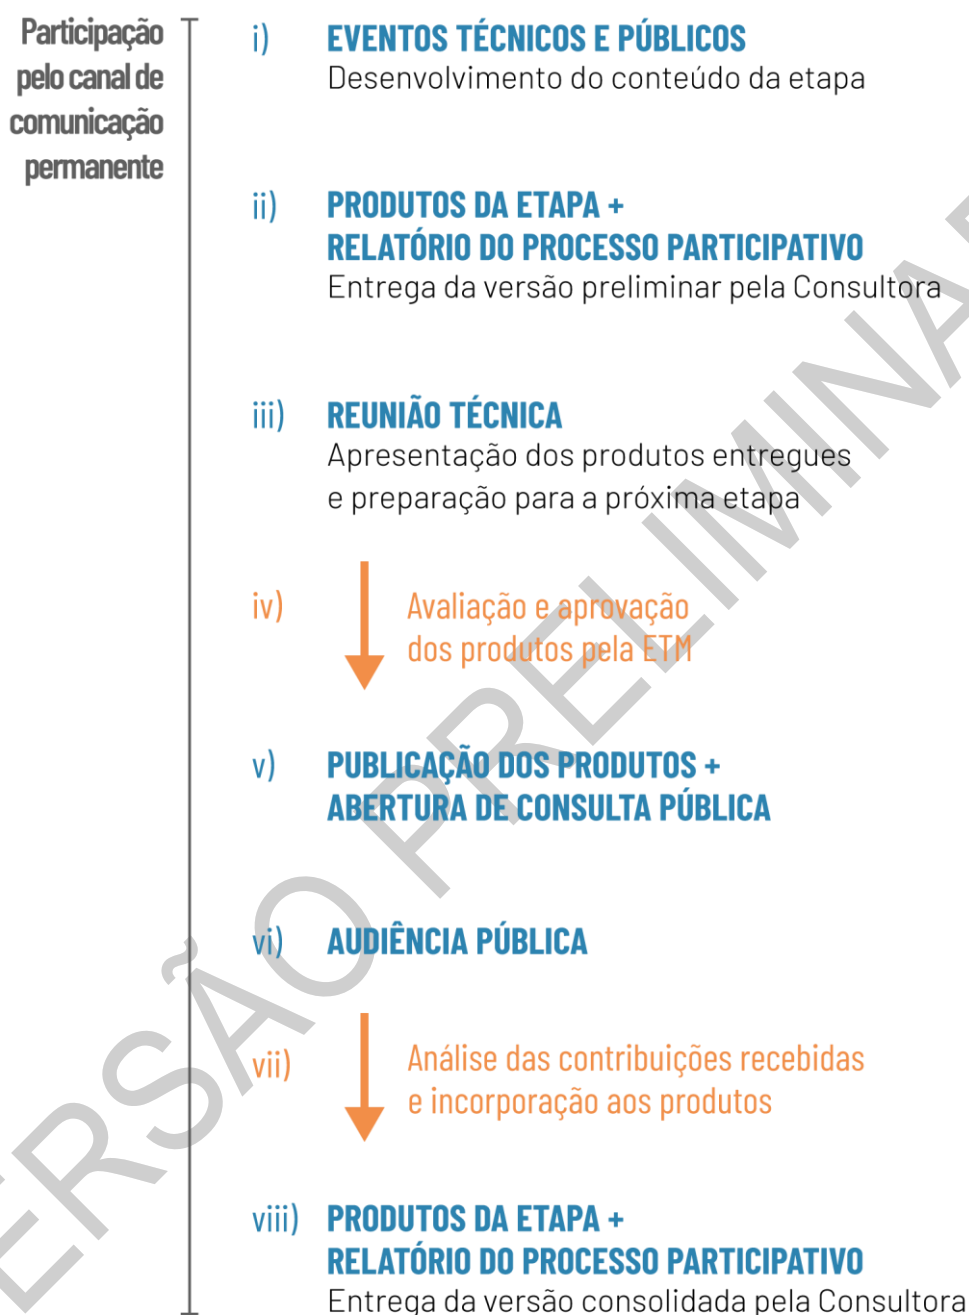 Participação
pelo canal de
comunicação
permanente
i) EVENTOS TÉCNICOS E PÚBLICOS
Desenvolvimento do conteúdo da etapa
ii) PRODUTOS DA ETAPA +
RELATÓRIO DO PROCESSO PARTICIPATIVO
Entrega da versão preliminar pela Consultora
iii) REUNIÃO TÉCNICA
Apresentação dos produtos entregues
e preparação para a próxima etapa
iv) Avaliação e aprovação
dos produtos pela ETM
v) PUBLICAÇÃO DOS PRODUTOS +
ABERTURA DE CONSULTA PÚBLICA
vi) AUDIÊNCIA PÚBLICA
vii) Análise das contribuições recebidas
e incorporação aos produtos
viii) PRODUTOS DA ETAPA +
RELATÓRIO DO PROCESSO PARTICIPATIVO
Entrega da versão consolidada pela Consultora
ERSÃO PRELIMINA